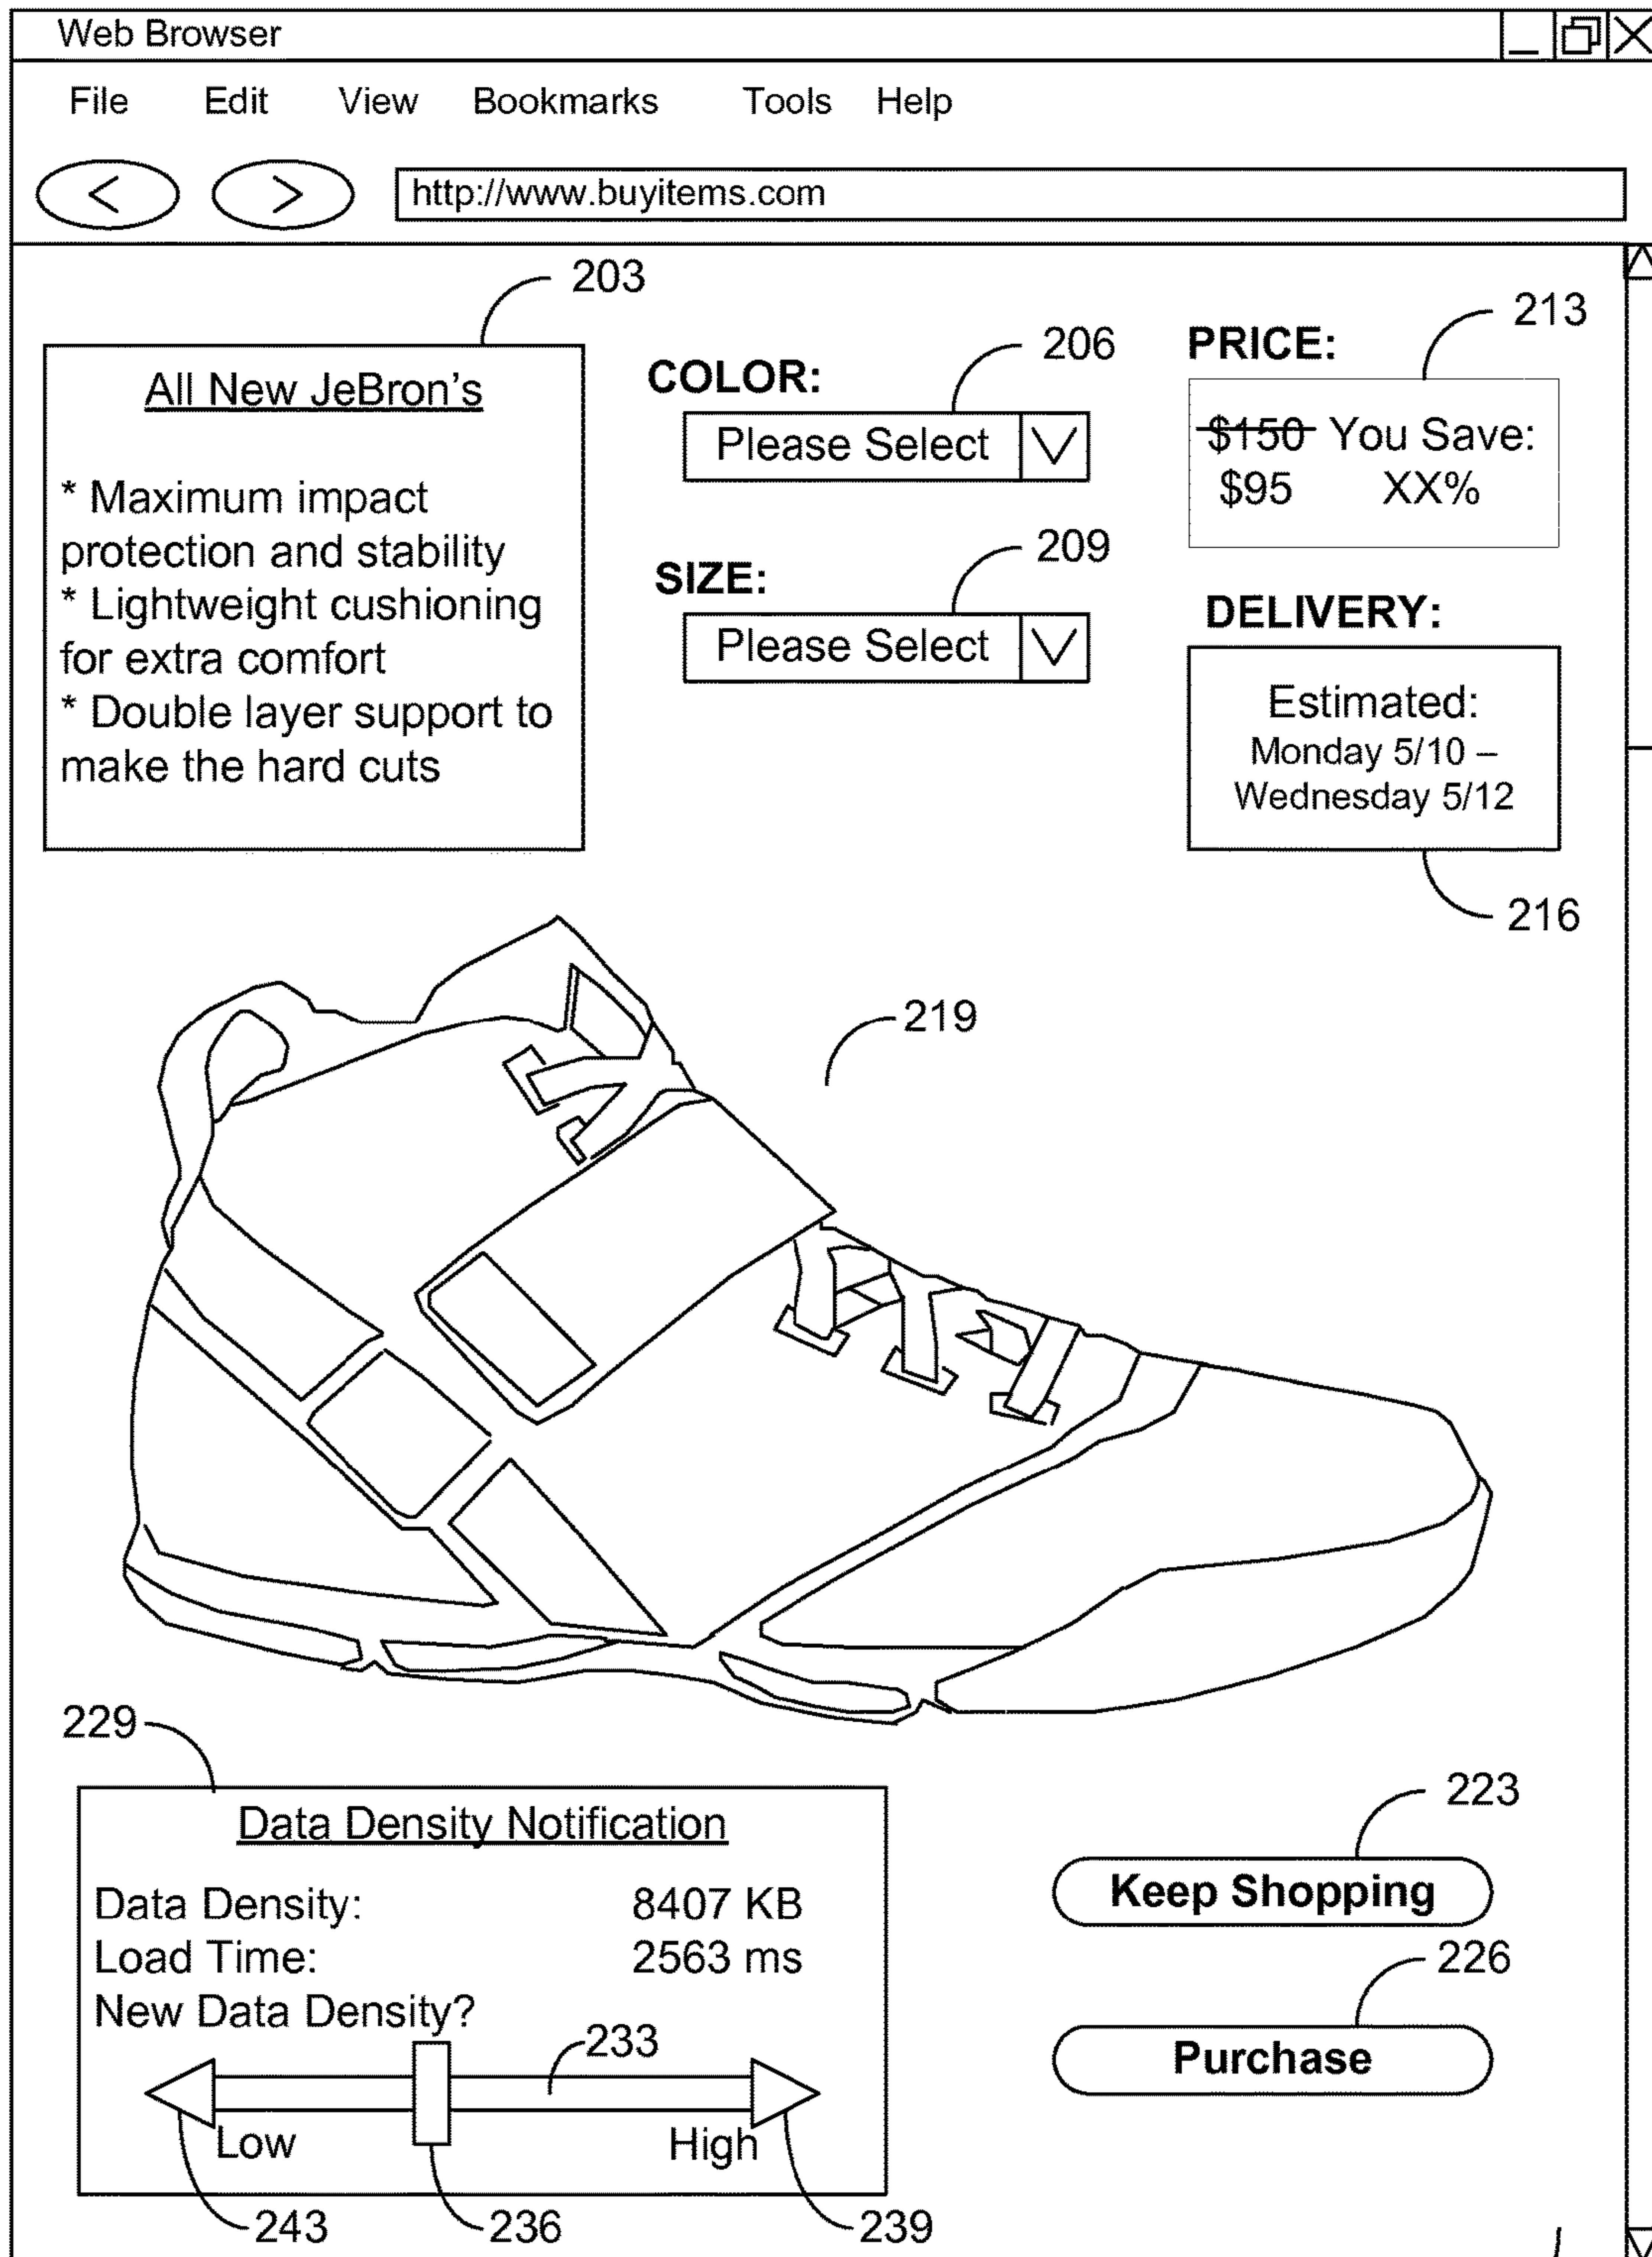 Web Browser
File Edit View Bookmarks Tools Help
< > http://www.buyitems.com
203
All New JeBron's
* Maximum impact
protection and stability
* Lightweight cushioning
for extra comfort
* Double layer support to
make the hard cuts
206
COLOR:
Please Select
209
SIZE:
Please Select
213
PRICE:
$150 You Save:
$95 XX%
DELIVERY:
Estimated:
Monday 5/10 –
Wednesday 5/12
216
219
229
Data Density Notification
Data Density: 8407 KB
Load Time: 2563 ms
New Data Density?
233
Low High
243 236 239
223
Keep Shopping
226
Purchase